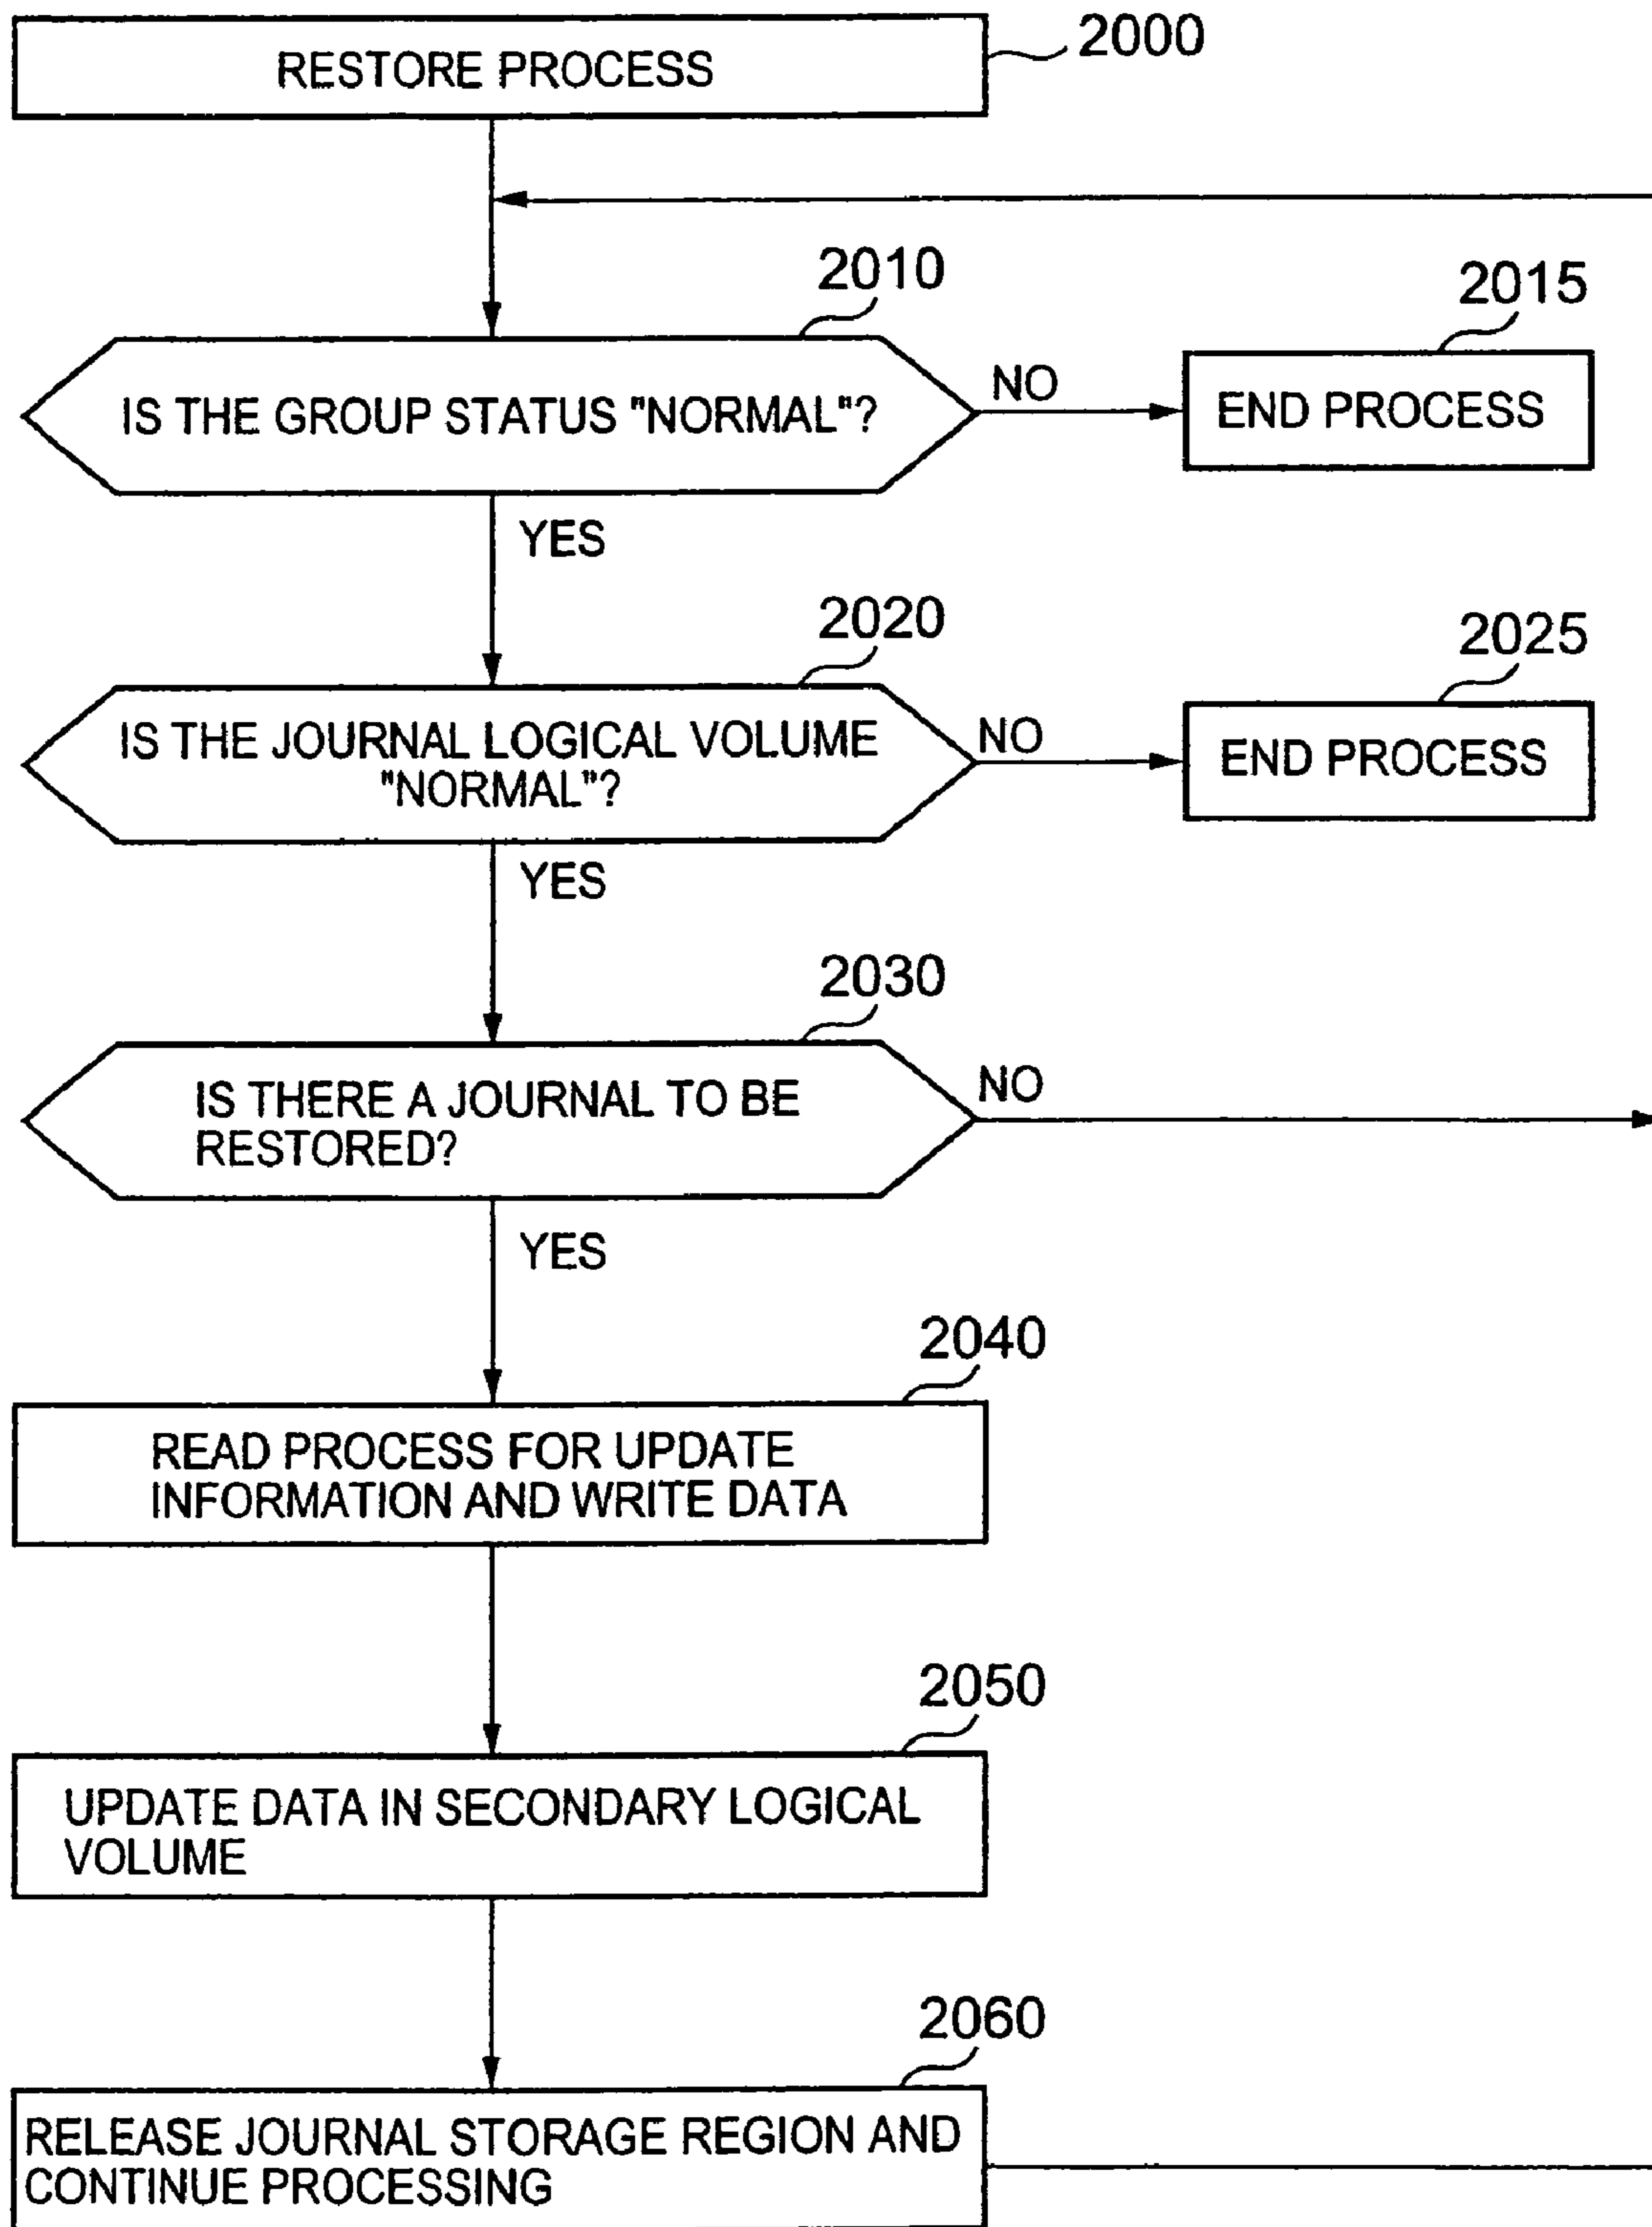 2000
RESTORE PROCESS
2010
2015
IS THE GROUP STATUS "NORMAL"?
NO
END PROCESS
YES
2020
2025
IS THE JOURNAL LOGICAL VOLUME
"NORMAL"?
NO
END PROCESS
YES
2030
IS THERE A JOURNAL TO BE
RESTORED?
NO
YES
2040
READ PROCESS FOR UPDATE
INFORMATION AND WRITE DATA
2050
UPDATE DATA IN SECONDARY LOGICAL
VOLUME
2060
RELEASE JOURNAL STORAGE REGION AND
CONTINUE PROCESSING